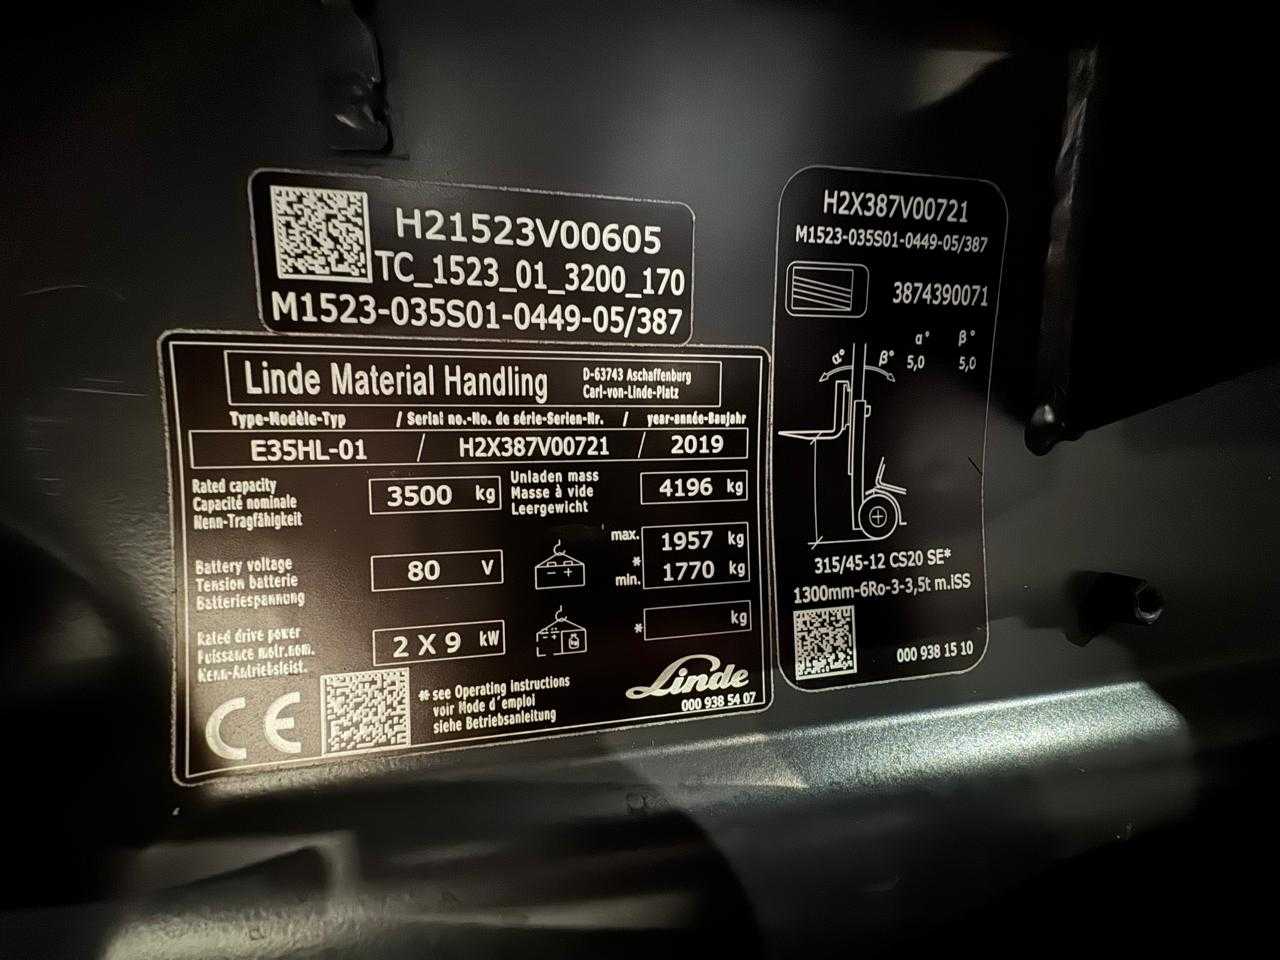 H21523V00605
TC_1523_01_3200_170
M1523-035S01-0449-05/387
Linde Material Handling
D-63743 Aschaffenburg
Carl-von-Linde-Platz
Type-Modèle-Typ / Serial no.-No. de série-Serien-Nr. / year-année-Baujahr
E35HL-01 / H2X387V00721 / 2019
Rated capacity
Capacité nominale
Nenn-Tragfähigkeit
3500 kg
Unladen mass
Masse à vide
Leergewicht
4196 kg
Battery voltage
Tension batterie
Batteriespannung
80 V
max. 1957 kg
*
min. 1770 kg
Rated drive power
Puissance motr.nom.
Nenn-Antriebsleist.
2 X 9 kW
* kg
CE
* see Operating instructions
voir Mode d'emploi
siehe Betriebsanleitung
Linde
000 938 54 07
H2X387V00721
M1523-035S01-0449-05/387
3874390071
α° β°
5,0 5,0
α° β°
315/45-12 CS20 SE*
1300mm-6Ro-3-3,5t m.ISS
000 938 15 10